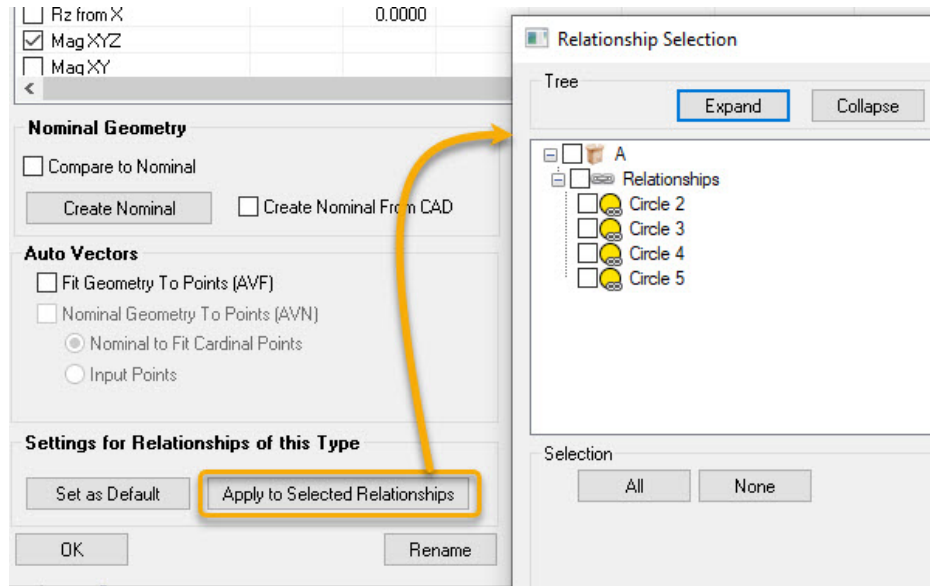 Rz from X 0.0000
Mag XYZ
Mag XY
Nominal Geometry
Compare to Nominal
Create Nominal
Create Nominal From CAD
Auto Vectors
Fit Geometry To Points (AVF)
Nominal Geometry To Points (AVN)
Nominal to Fit Cardinal Points
Input Points
Settings for Relationships of this Type
Set as Default
Apply to Selected Relationships
OK
Rename
Relationship Selection
Tree
Expand
Collapse
A
Relationships
Circle 2
Circle 3
Circle 4
Circle 5
Selection
All
None